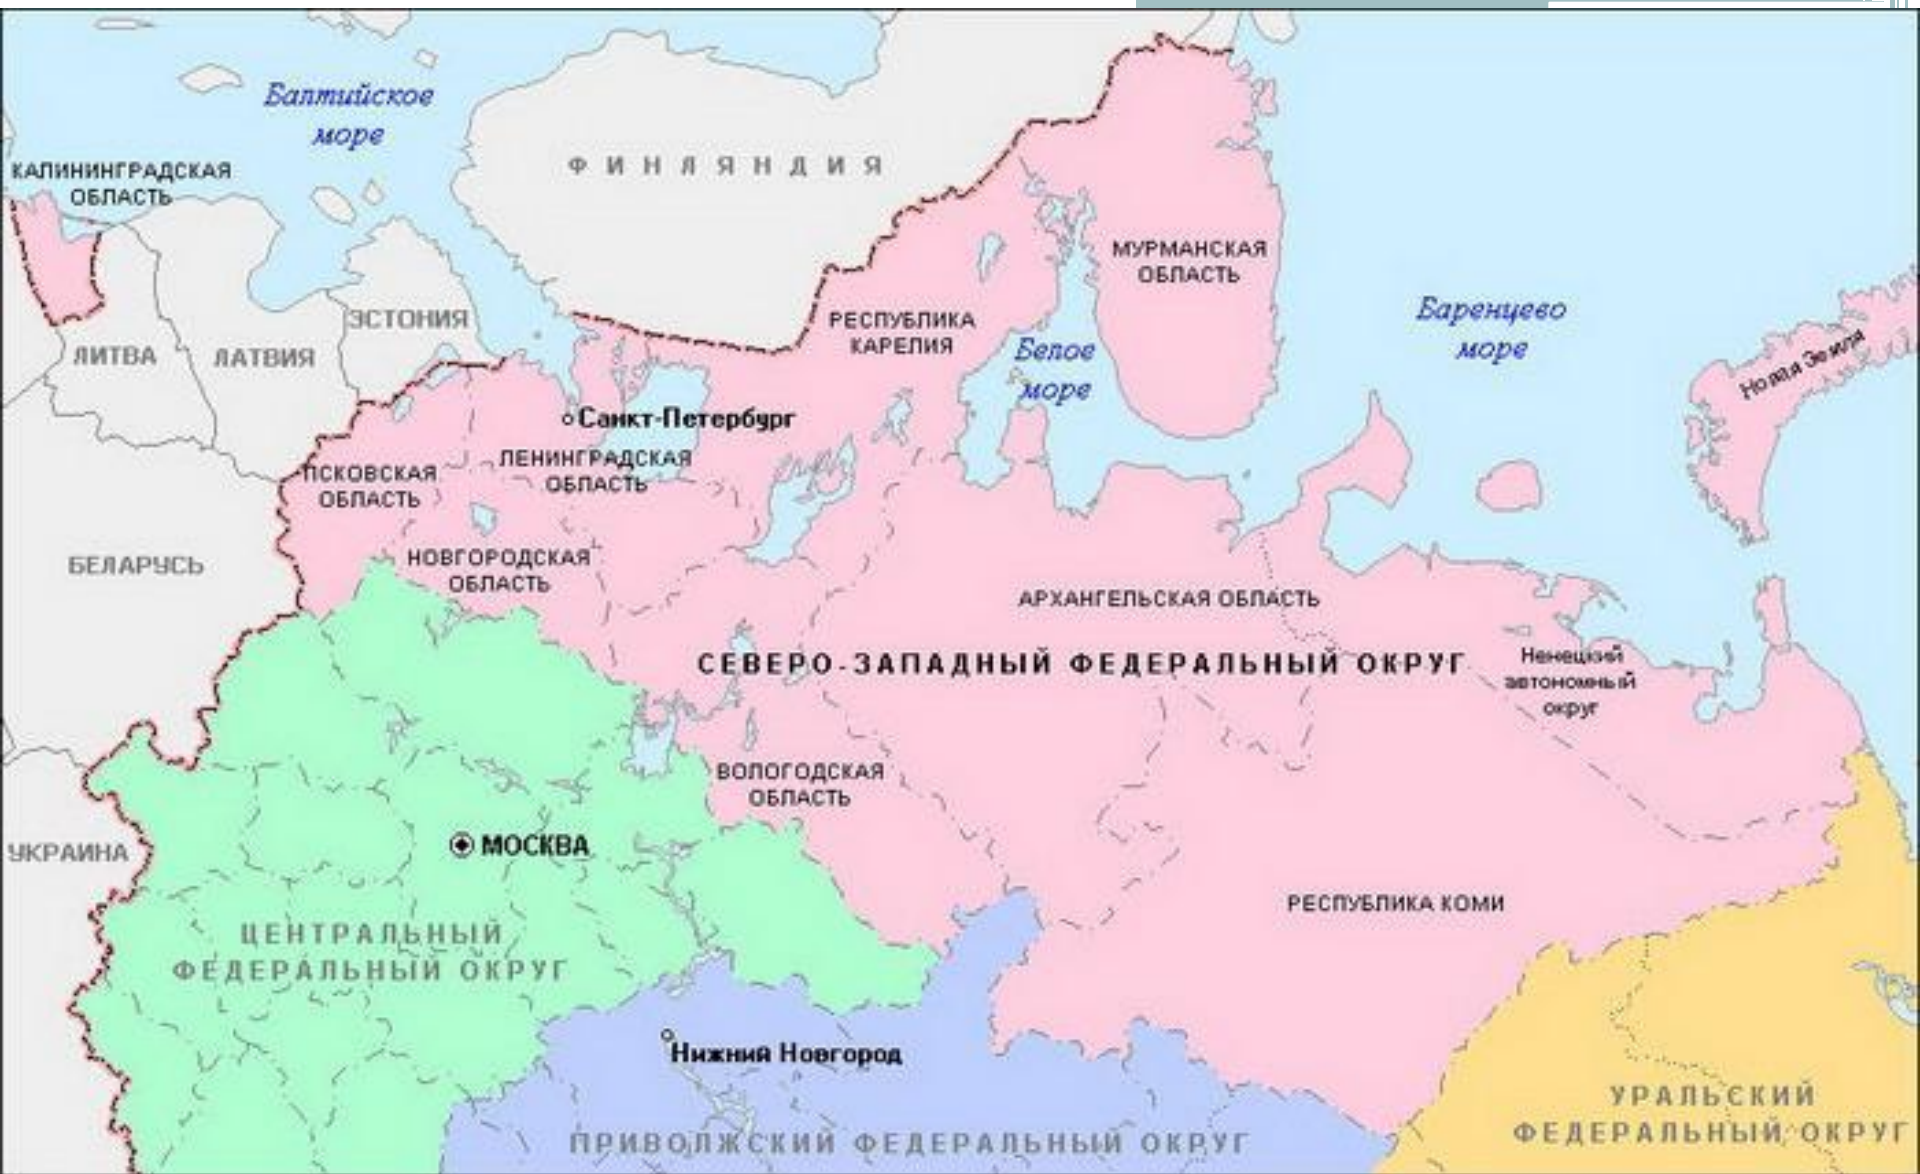 Балтийское
море
КАЛИНИНГРАДСКАЯ
ОБЛАСТЬ
ФИНЛЯНДИЯ
МУРМАНСКАЯ
ОБЛАСТЬ
Баренцево
море
ЭСТОНИЯ
РЕСПУБЛИКА
КАРЕЛИЯ
Белое
море
Новая Земля
ЛИТВА
ЛАТВИЯ
Санкт-Петербург
ПСКОВСКАЯ
ОБЛАСТЬ
ЛЕНИНГРАДСКАЯ
ОБЛАСТЬ
БЕЛАРУСЬ
НОВГОРОДСКАЯ
ОБЛАСТЬ
АРХАНГЕЛЬСКАЯ ОБЛАСТЬ
СЕВЕРО-ЗАПАДНЫЙ ФЕДЕРАЛЬНЫЙ ОКРУГ
Ненецкий
автономный
округ
ВОЛОГОДСКАЯ
ОБЛАСТЬ
МОСКВА
УКРАИНА
РЕСПУБЛИКА КОМИ
ЦЕНТРАЛЬНЫЙ
ФЕДЕРАЛЬНЫЙ ОКРУГ
Нижний Новгород
УРАЛЬСКИЙ
ФЕДЕРАЛЬНЫЙ ОКРУГ
ПРИВОЛЖСКИЙ ФЕДЕРАЛЬНЫЙ ОКРУГ